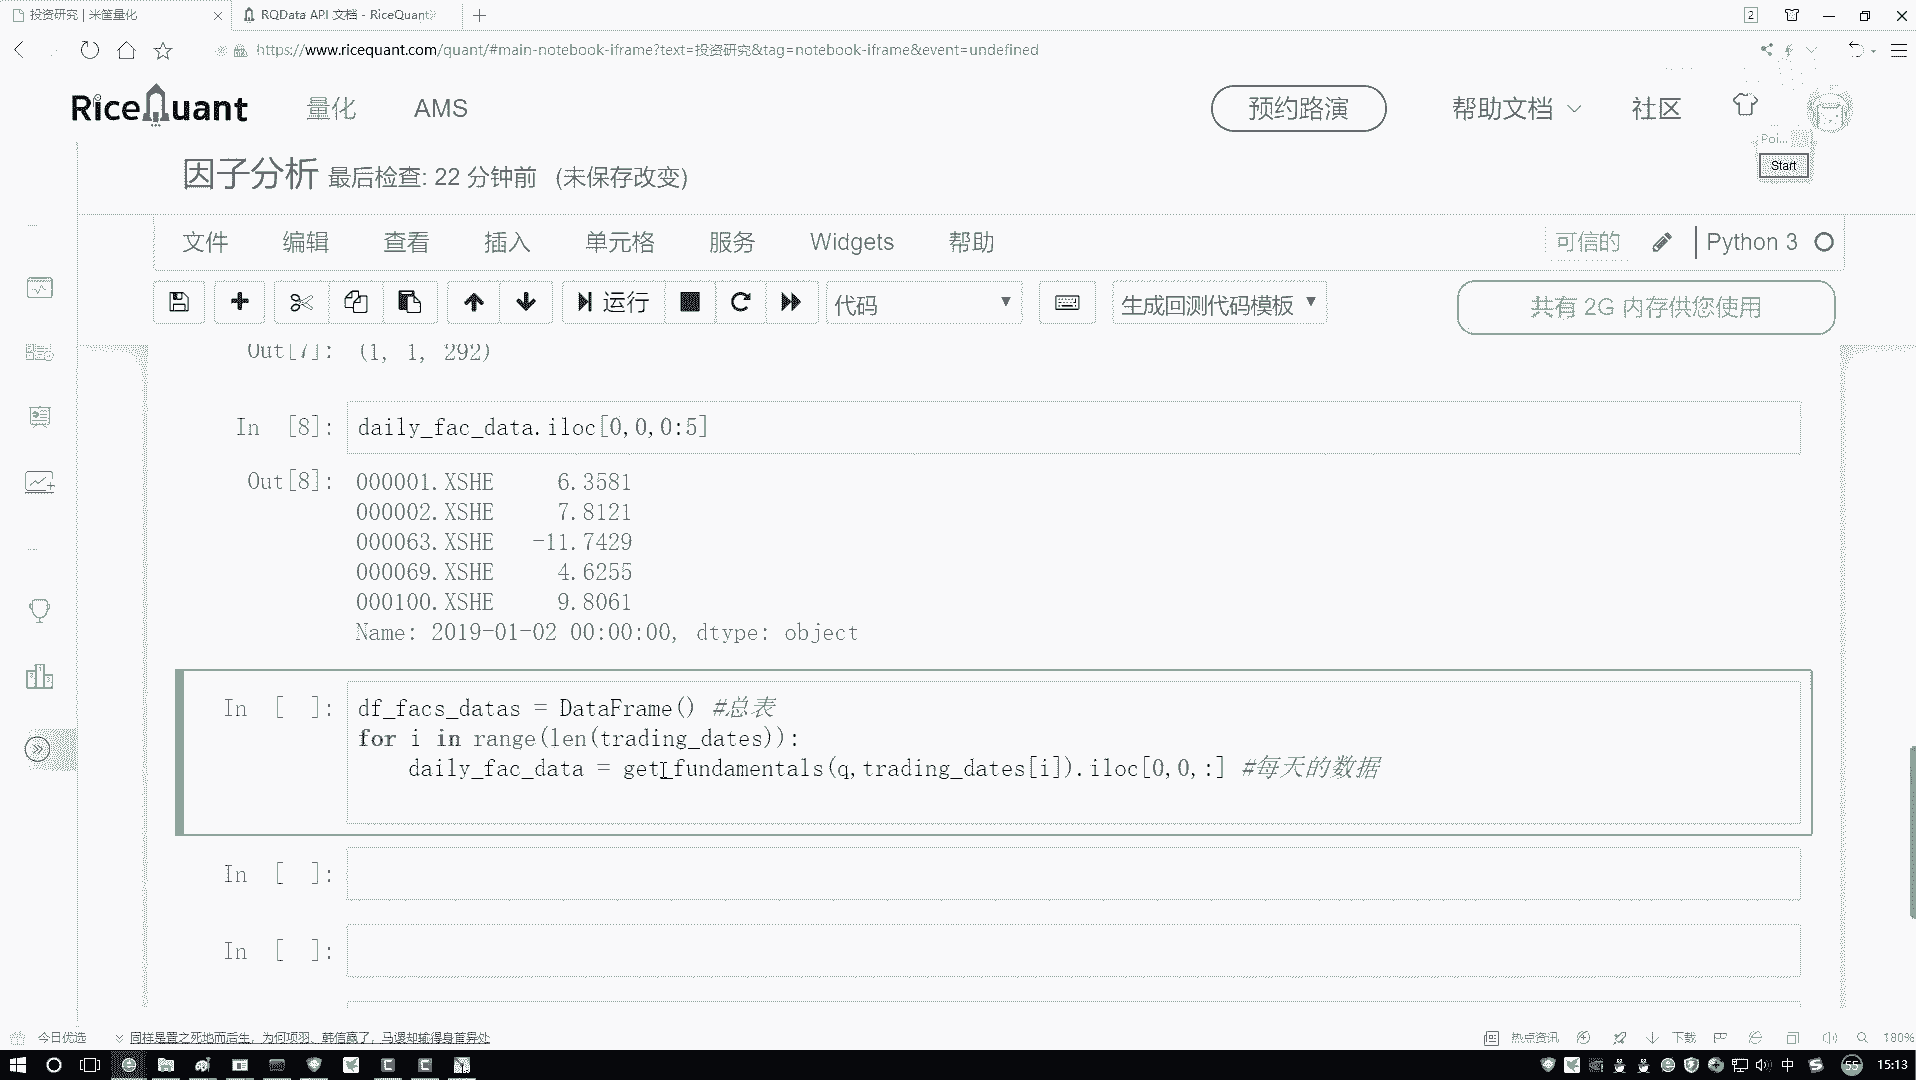 投资研究 | 米筐量化
RQData API 文档 - RiceQuant
2
https://www.ricequant.com/quant/#main-notebook-iframe?text=投资研究&tag=notebook-iframe&event=undefined
RiceQuant 量化 AMS 预约路演 帮助文档 社区
Poi...
Start
因子分析 最后检查: 22 分钟前 (未保存改变)
文件 编辑 查看 插入 单元格 服务 Widgets 帮助 可信的 Python 3
运行 代码 生成回测代码模板 共有 2G 内存供您使用
Out[7]: (1, 1, 292)
In [8]: daily_fac_data.iloc[0,0,0:5]
Out[8]: 000001.XSHE 6.3581
000002.XSHE 7.8121
000063.XSHE -11.7429
000069.XSHE 4.6255
000100.XSHE 9.8061
Name: 2019-01-02 00:00:00, dtype: object
In [ ]: df_facs_datas = DataFrame() #总表
for i in range(len(trading_dates)):
daily_fac_data = get_fundamentals(q,trading_dates[i]).iloc[0,0,:] #每天的数据
In [ ]:
In [ ]:
今日优选 同样是置之死地而后生，为何项羽、韩信赢了，马谡却输得身首异处 热点资讯 下载 180%
中 55 15:13